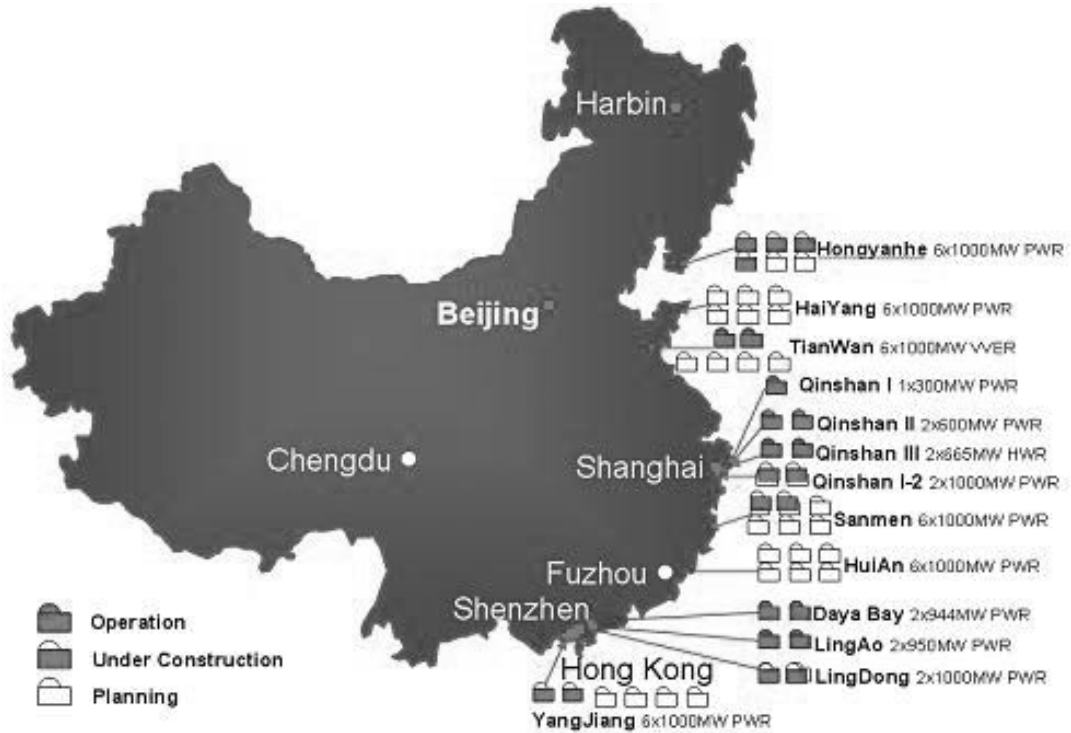 Harbin
Hongyanhe 6x1000MW PWR
HaiYang 6x1000MW PWR
Beijing
TianWan 6x1000MW VVER
Qinshan I 1x300MW PWR
Qinshan II 2x600MW PWR
Qinshan III 2x665MW HWR
Chengdu
Shanghai
Qinshan I-2 2x1000MW PWR
Sanmen 6x1000MW PWR
HuiAn 6x1000MW PWR
Fuzhou
Shenzhen
Daya Bay 2x944MW PWR
Operation
LingAo 2x950MW PWR
Under Construction
Hong Kong
LingDong 2x1000MW PWR
Planning
YangJiang 6x1000MW PWR